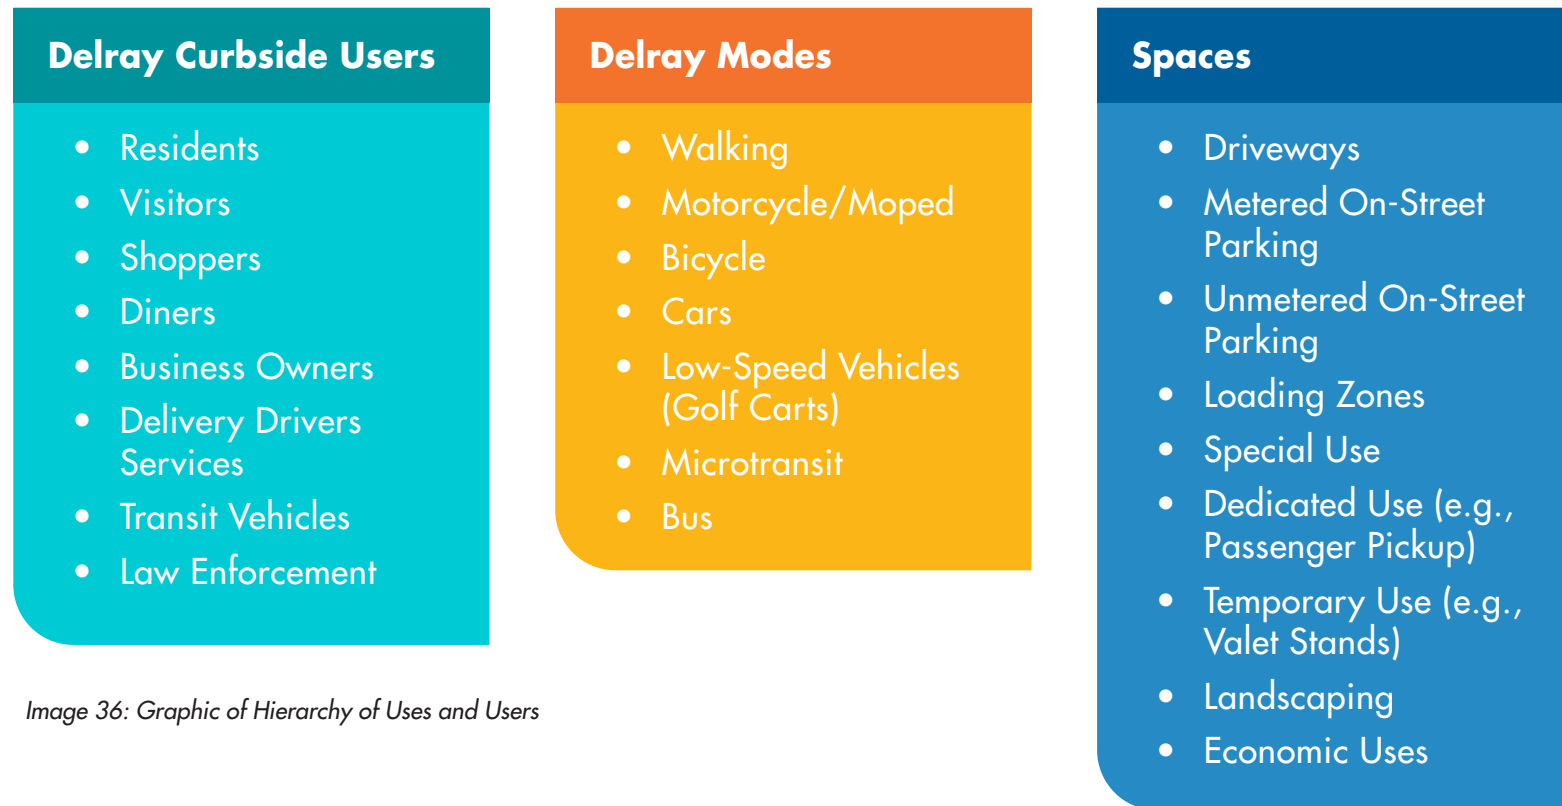 Delray Curbside Users
• Residents
• Visitors
• Shoppers
• Diners
• Business Owners
• Delivery Drivers
Services
• Transit Vehicles
• Law Enforcement
Delray Modes
• Walking
• Motorcycle/Moped
• Bicycle
• Cars
• Low-Speed Vehicles
(Golf Carts)
• Microtransit
• Bus
Spaces
• Driveways
• Metered On-Street
Parking
• Unmetered On-Street
Parking
• Loading Zones
• Special Use
• Dedicated Use (e.g.,
Passenger Pickup)
• Temporary Use (e.g.,
Valet Stands)
• Landscaping
• Economic Uses
Image 36: Graphic of Hierarchy of Uses and Users